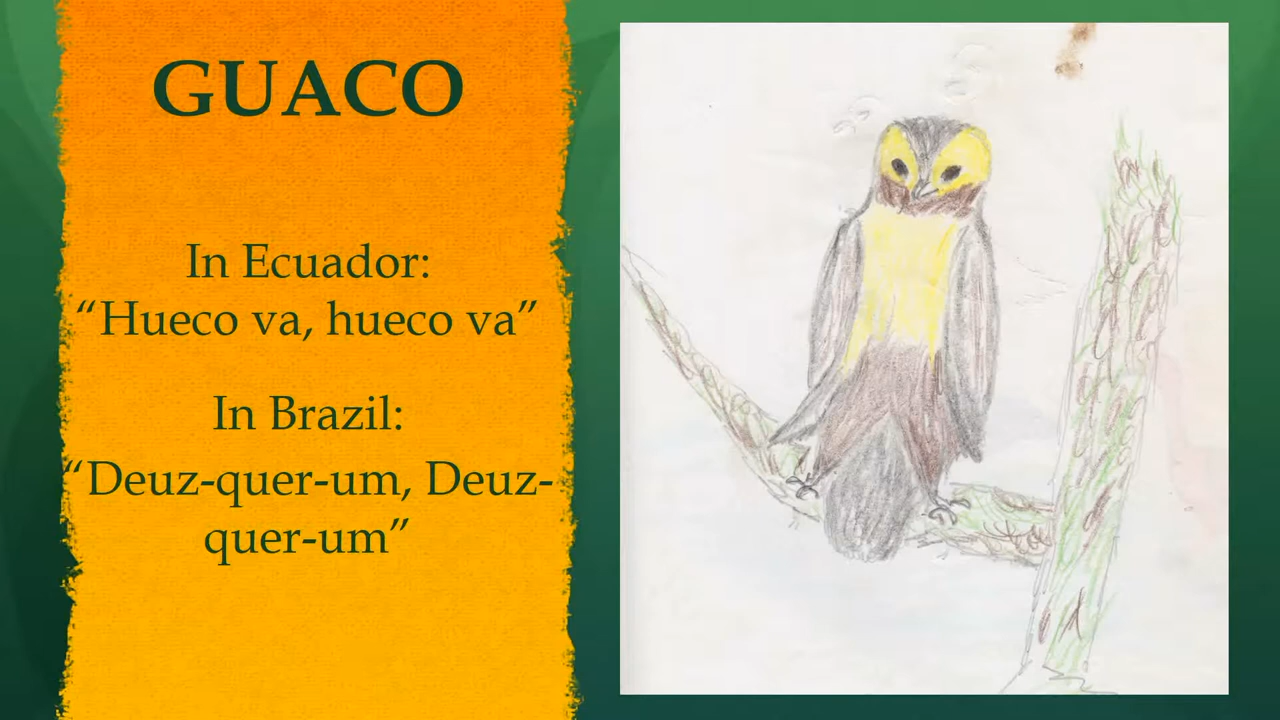 GUACO
In Ecuador:
“Hueco va, hueco va”
In Brazil:
“Deuz-quer-um, Deuz-
quer-um”